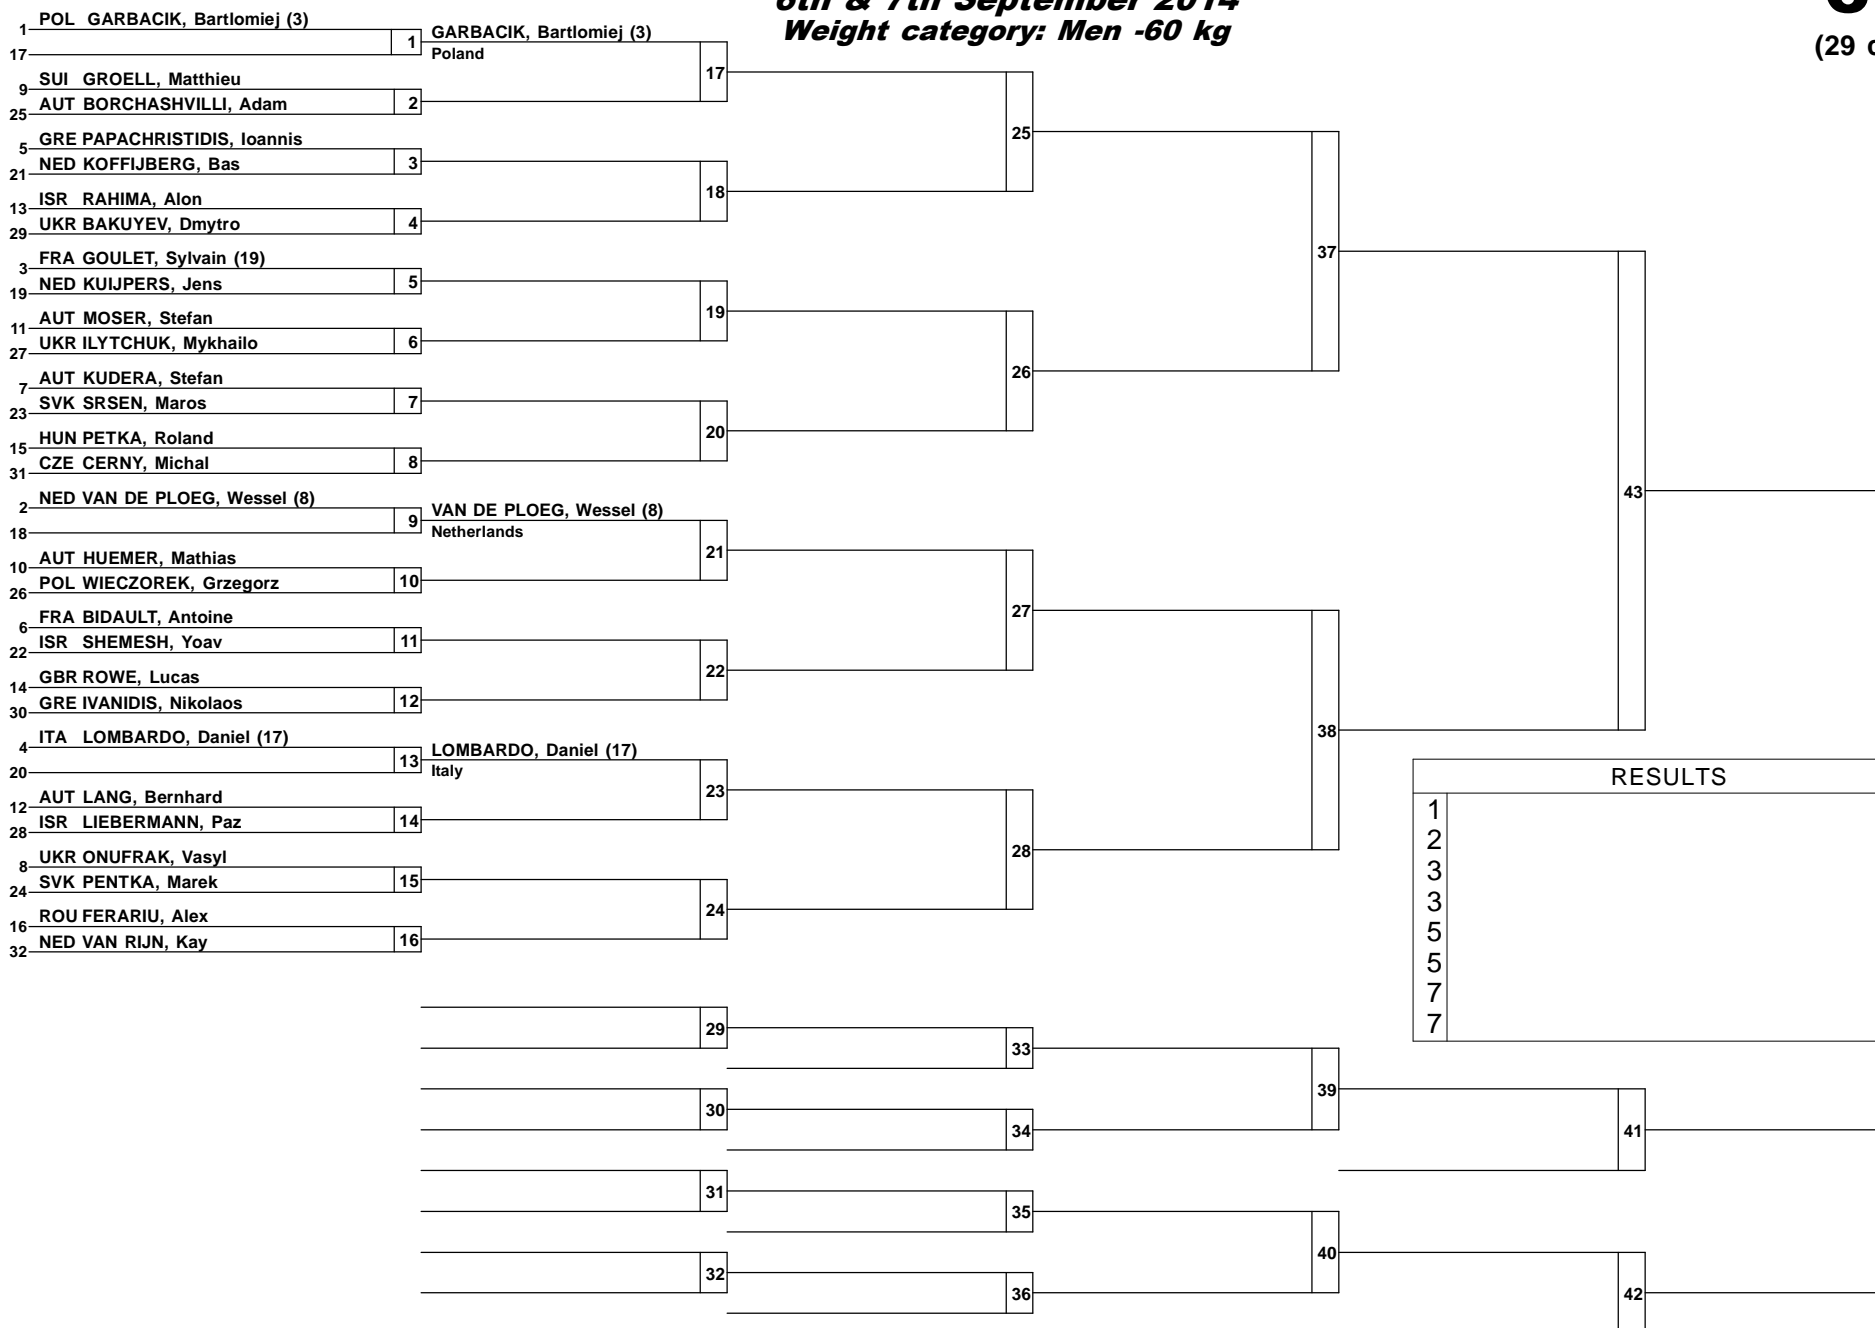 6th & 7th September 2014
Weight category: Men -60 kg
(29
1 POL GARBACIK, Bartlomiej (3)
17
1
GARBACIK, Bartlomiej (3)
Poland
9 SUI GROELL, Matthieu
25 AUT BORCHASHVILLI, Adam
2
17
5 GRE PAPACHRISTIDIS, Ioannis
21 NED KOFFIJBERG, Bas
3
13 ISR RAHIMA, Alon
29 UKR BAKUYEV, Dmytro
4
18
25
3 FRA GOULET, Sylvain (19)
19 NED KUIJPERS, Jens
5
11 AUT MOSER, Stefan
27 UKR ILYTCHUK, Mykhailo
6
19
7 AUT KUDERA, Stefan
23 SVK SRSEN, Maros
7
15 HUN PETKA, Roland
31 CZE CERNY, Michal
8
20
26
37
2 NED VAN DE PLOEG, Wessel (8)
18
9
VAN DE PLOEG, Wessel (8)
Netherlands
10 AUT HUEMER, Mathias
26 POL WIECZOREK, Grzegorz
10
21
6 FRA BIDAULT, Antoine
22 ISR SHEMESH, Yoav
11
14 GBR ROWE, Lucas
30 GRE IVANIDIS, Nikolaos
12
22
27
4 ITA LOMBARDO, Daniel (17)
20
13
LOMBARDO, Daniel (17)
Italy
12 AUT LANG, Bernhard
28 ISR LIEBERMANN, Paz
14
23
8 UKR ONUFRAK, Vasyl
24 SVK PENTKA, Marek
15
16 ROU FERARIU, Alex
32 NED VAN RIJN, Kay
16
24
28
38
43
RESULTS
1
2
3
3
5
5
7
7
29
33
30
34
39
41
31
35
32
36
40
42